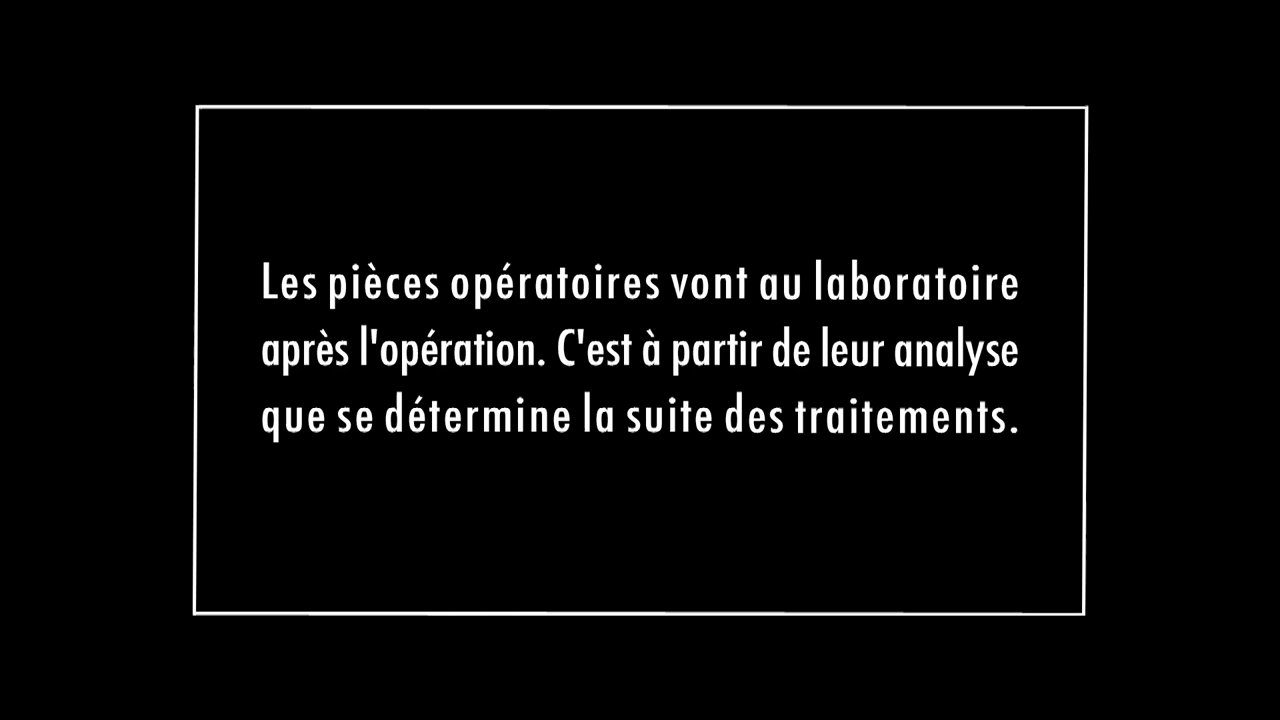 Les pièces opératoires vont au laboratoire
après l'opération. C'est à partir de leur analyse
que se détermine la suite des traitements.